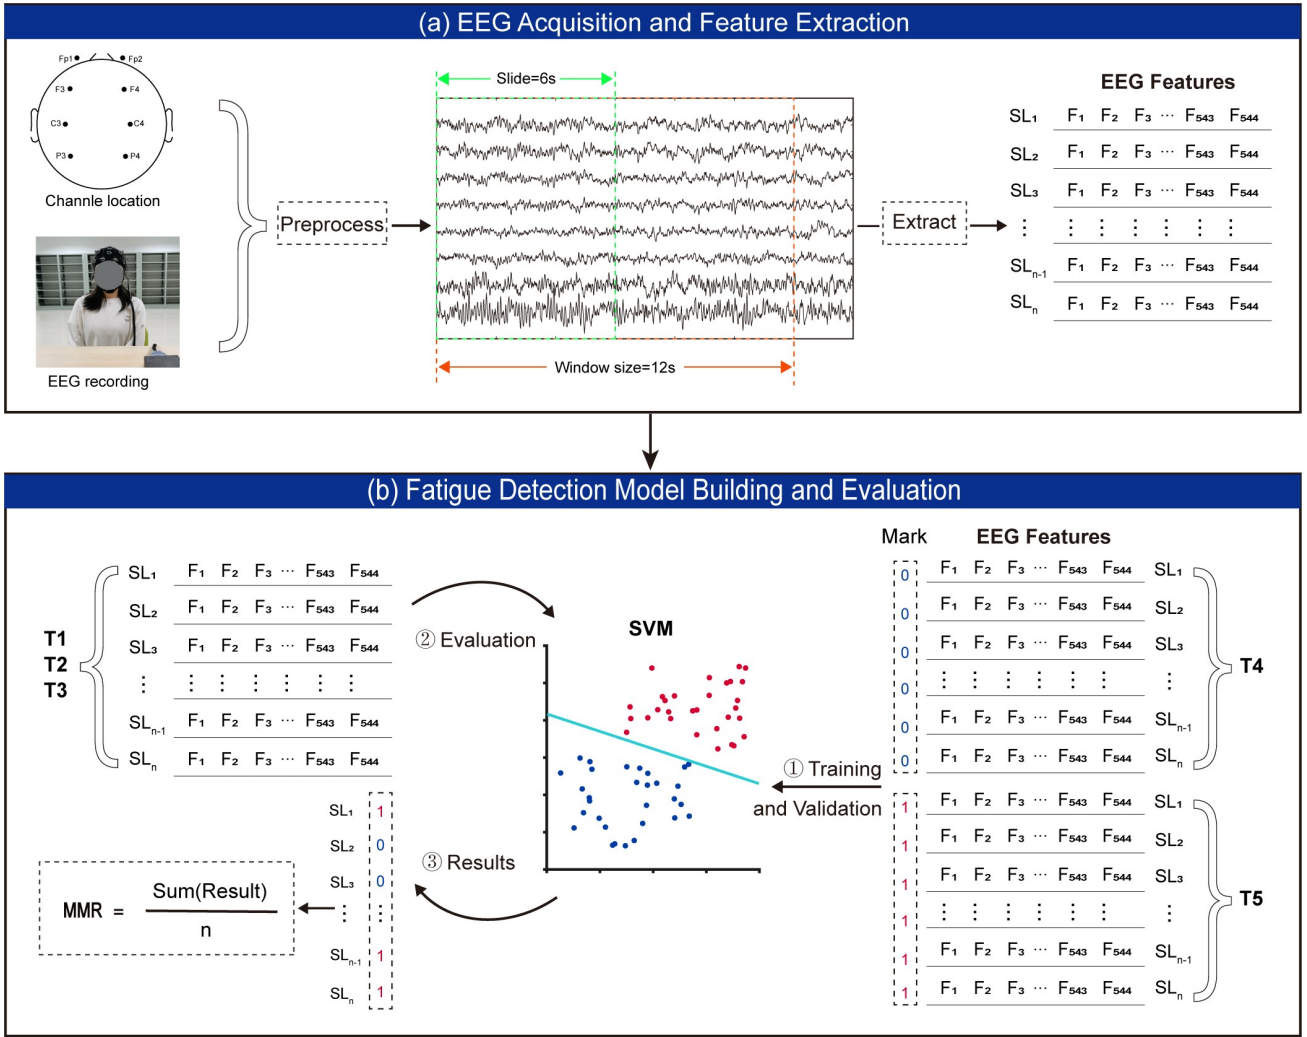 (a) EEG Acquisition and Feature Extraction
Fp1 Fp2
F3 F4
C3 C4
P3 P4
Channle location
EEG recording
Preprocess
Slide=6s
Window size=12s
Extract
EEG Features
SL₁ F₁ F₂ F₃ ··· F₅₄₃ F₅₄₄
SL₂ F₁ F₂ F₃ ··· F₅₄₃ F₅₄₄
SL₃ F₁ F₂ F₃ ··· F₅₄₃ F₅₄₄
⋮ ⋮ ⋮ ⋮ ⋮ ⋮ ⋮
SLₙ₋₁ F₁ F₂ F₃ ··· F₅₄₃ F₅₄₄
SLₙ F₁ F₂ F₃ ··· F₅₄₃ F₅₄₄
(b) Fatigue Detection Model Building and Evaluation
T1
T2
T3
SL₁ F₁ F₂ F₃ ··· F₅₄₃ F₅₄₄
SL₂ F₁ F₂ F₃ ··· F₅₄₃ F₅₄₄
SL₃ F₁ F₂ F₃ ··· F₅₄₃ F₅₄₄
⋮ ⋮ ⋮ ⋮ ⋮ ⋮ ⋮
SLₙ₋₁ F₁ F₂ F₃ ··· F₅₄₃ F₅₄₄
SLₙ F₁ F₂ F₃ ··· F₅₄₃ F₅₄₄
② Evaluation
SVM
① Training
and Validation
Mark EEG Features
0 F₁ F₂ F₃ ··· F₅₄₃ F₅₄₄ SL₁
0 F₁ F₂ F₃ ··· F₅₄₃ F₅₄₄ SL₂
0 F₁ F₂ F₃ ··· F₅₄₃ F₅₄₄ SL₃
0 ⋮ ⋮ ⋮ ⋮ ⋮ ⋮ ⋮
0 F₁ F₂ F₃ ··· F₅₄₃ F₅₄₄ SLₙ₋₁
0 F₁ F₂ F₃ ··· F₅₄₃ F₅₄₄ SLₙ
T4
1 F₁ F₂ F₃ ··· F₅₄₃ F₅₄₄ SL₁
1 F₁ F₂ F₃ ··· F₅₄₃ F₅₄₄ SL₂
1 F₁ F₂ F₃ ··· F₅₄₃ F₅₄₄ SL₃
1 ⋮ ⋮ ⋮ ⋮ ⋮ ⋮ ⋮
1 F₁ F₂ F₃ ··· F₅₄₃ F₅₄₄ SLₙ₋₁
1 F₁ F₂ F₃ ··· F₅₄₃ F₅₄₄ SLₙ
T5
③ Results
SL₁ 1
SL₂ 0
SL₃ 0
⋮ ⋮
SLₙ₋₁ 1
SLₙ 1
Sum(Result)
MMR =
n